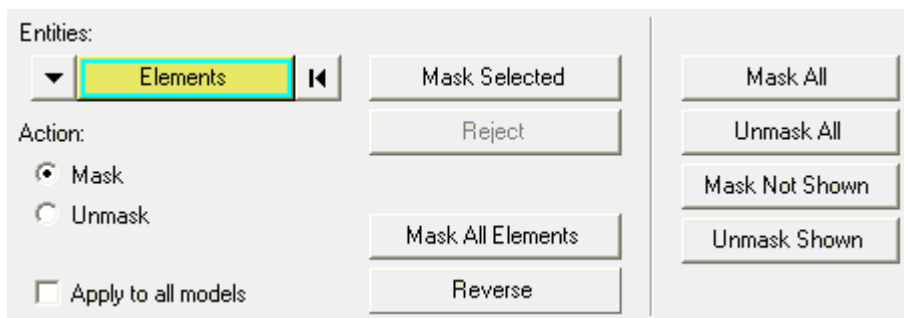 Entities:
Elements
Mask Selected
Mask All
Action:
Reject
Unmask All
Mask
Mask Not Shown
Unmask
Mask All Elements
Unmask Shown
Apply to all models
Reverse